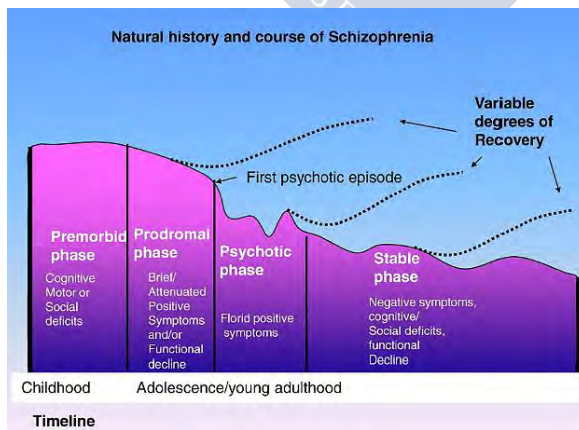 Natural history and course of Schizophrenia
Variable
degrees of
Recovery
First psychotic episode
Premorbid
phase
Cognitive
Motor or
Social
deficits
Prodromal
phase
Brief/
Attenuated
Positive
Symptoms
and/or
Functional
decline
Psychotic
phase
Florid positive
symptoms
Stable
phase
Negative symptoms,
cognitive/
Social deficits,
functional
Decline
Childhood
Adolescence/young adulthood
Timeline